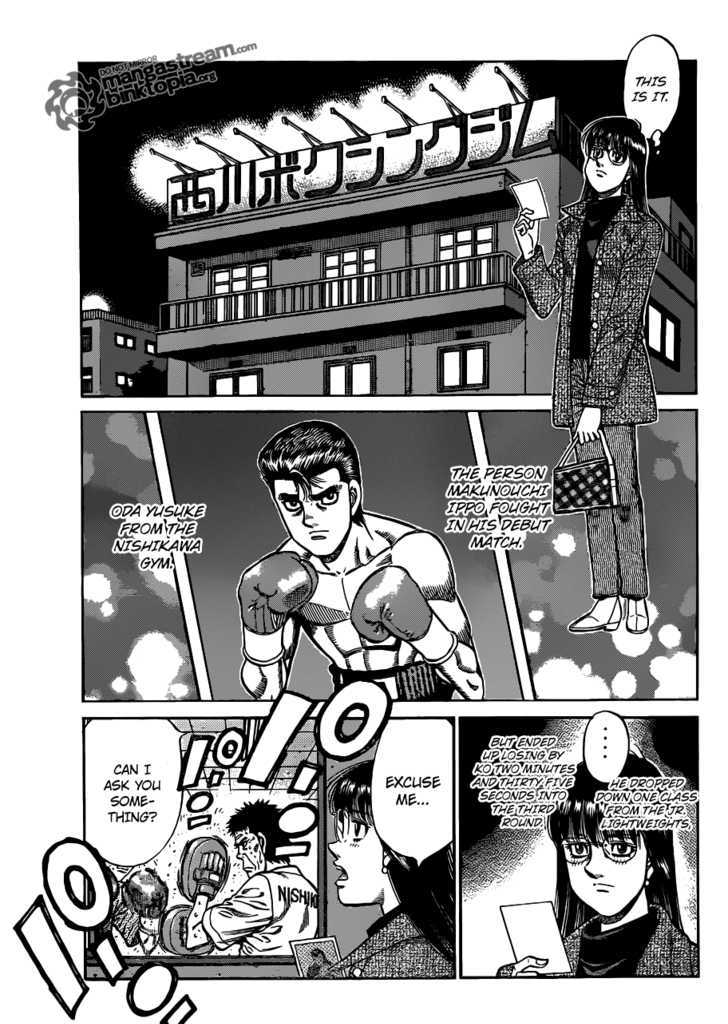 DO NOT MIRROR
mangastream.com
binktopia.org
THIS
IS IT.
西川ボクシングジム
THE PERSON
MAKUNOUCHI
IPPO FOUGHT
IN HIS DEBUT
MATCH.
ODA YUSUKE
FROM THE
NISHIKAWA
GYM.
HE DROPPED
DOWN ONE CLASS
FROM THE JR.
LIGHTWEIGHTS,
BUT ENDED
UP LOSING BY
KO TWO MINUTES
AND THIRTY FIVE
SECONDS INTO
THE THIRD
ROUND.
. . . .
EXCUSE
ME...
CAN I
ASK YOU
SOME-
THING?
NISHIK